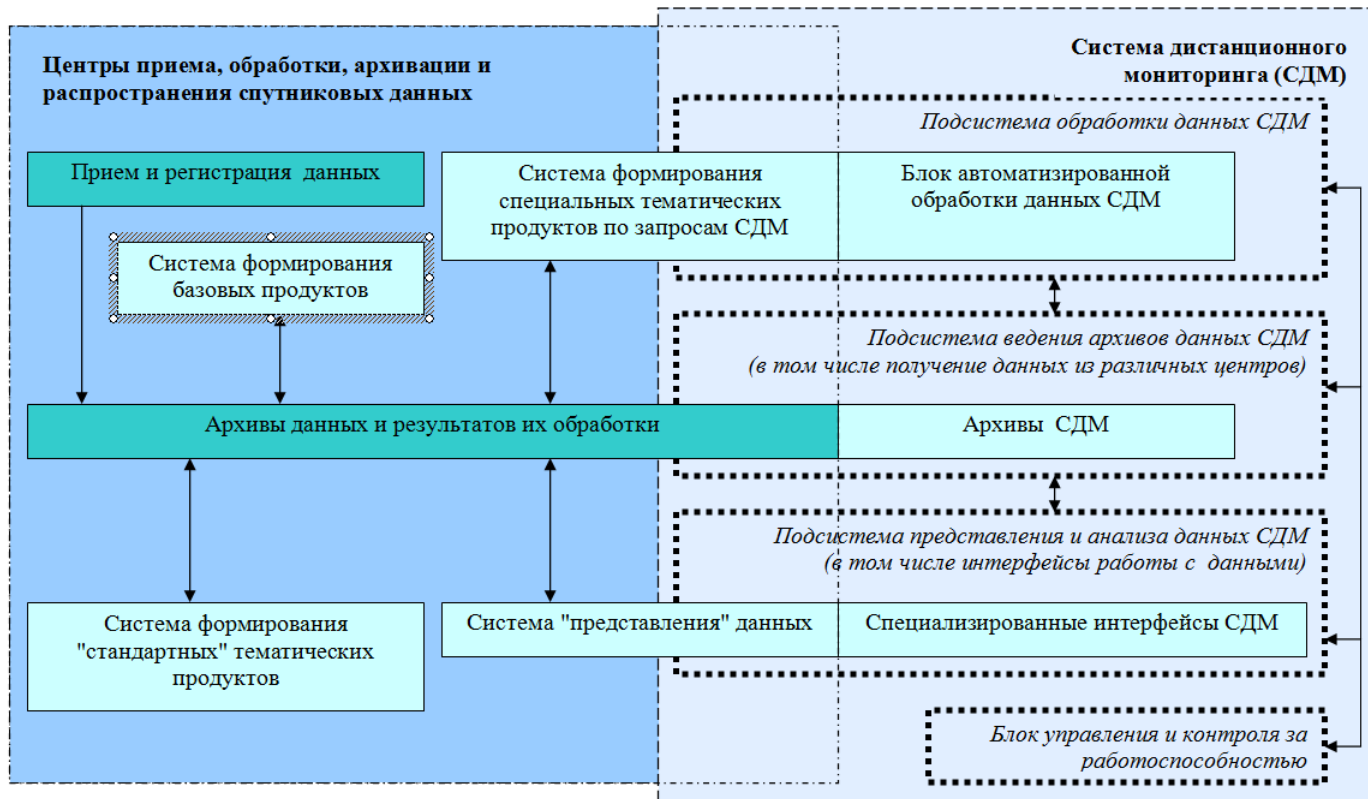 Центры приема, обработки, архивации и
распространения спутниковых данных
Система дистанционного
мониторинга (СДМ)
Подсистема обработки данных СДМ
Прием и регистрация данных
Система формирования
специальных тематических
продуктов по запросам СДМ
Блок автоматизированной
обработки данных СДМ
Система формирования
базовых продуктов
Подсистема ведения архивов данных СДМ
(в том числе получение данных из различных центров)
Архивы данных и результатов их обработки
Архивы СДМ
Подсистема представления и анализа данных СДМ
(в том числе интерфейсы работы с данными)
Система формирования
"стандартных" тематических
продуктов
Система "представления" данных
Специализированные интерфейсы СДМ
Блок управления и контроля за
работоспособностью